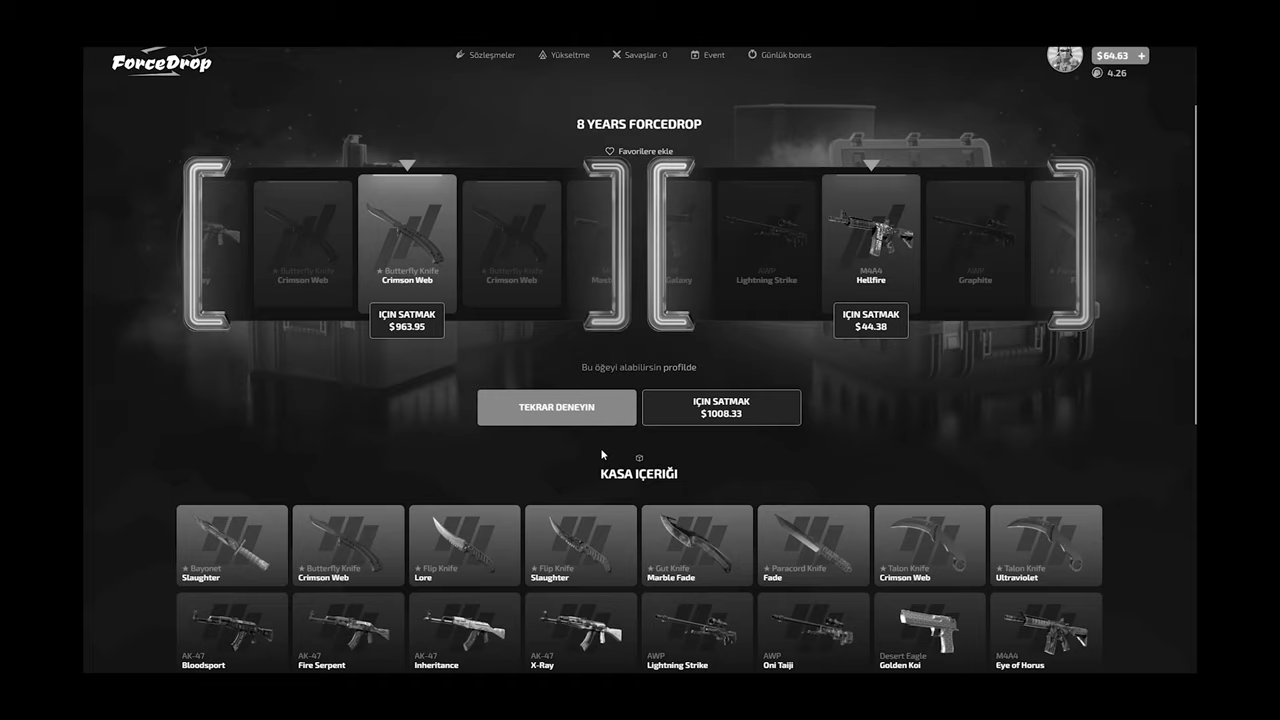 ForceDrop
Sözleşmeler
Yükseltme
Savaşlar · 0
Event
Günlük bonus
$64.63 +
4.26
8 YEARS FORCEDROP
Favorilere ekle
★ Butterfly Knife
Crimson Web
★ Butterfly Knife
Crimson Web
★ Butterfly Knife
Crimson Web
Galaxy
AWP
Lightning Strike
M4A4
Hellfire
AWP
Graphite
IÇIN SATMAK
$963.95
IÇIN SATMAK
$44.38
Bu öğeyi alabilirsin profilde
TEKRAR DENEYIN
IÇIN SATMAK
$1008.33
KASA IÇERIĞI
★ Bayonet
Slaughter
★ Butterfly Knife
Crimson Web
★ Flip Knife
Lore
★ Flip Knife
Slaughter
★ Gut Knife
Marble Fade
★ Paracord Knife
Fade
★ Talon Knife
Crimson Web
★ Talon Knife
Ultraviolet
AK-47
Bloodsport
AK-47
Fire Serpent
AK-47
Inheritance
AK-47
X-Ray
AWP
Lightning Strike
AWP
Oni Taiji
Desert Eagle
Golden Koi
M4A4
Eye of Horus